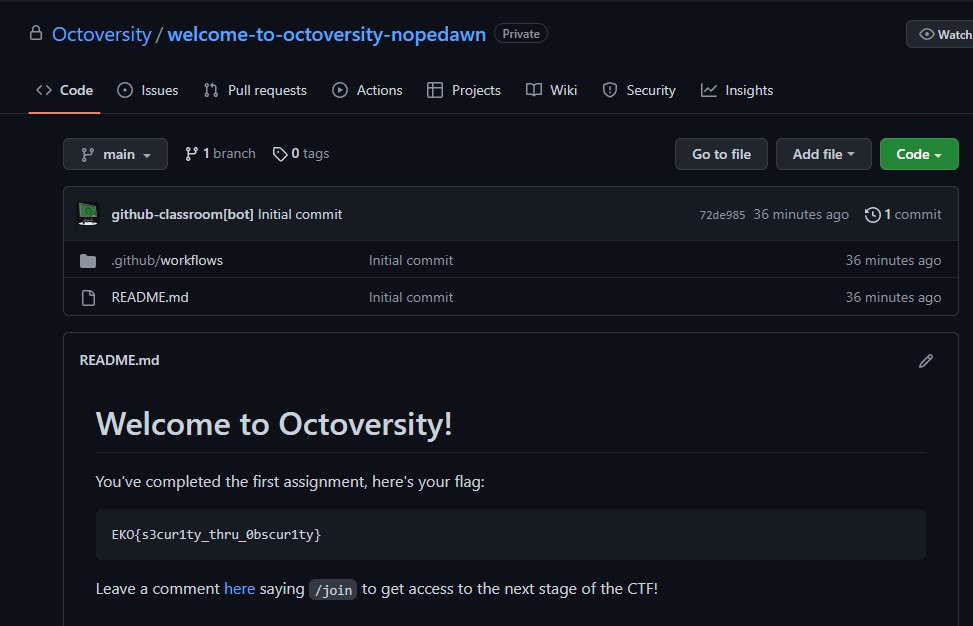 Octoversity / welcome-to-octoversity-nopedawn Private Watch
Code Issues Pull requests Actions Projects Wiki Security Insights
main 1 branch 0 tags Go to file Add file Code
github-classroom[bot] Initial commit 72de985 36 minutes ago 1 commit
.github/workflows Initial commit 36 minutes ago
README.md Initial commit 36 minutes ago
README.md
Welcome to Octoversity!
You've completed the first assignment, here's your flag:
EKO{s3cur1ty_thru_0bscur1ty}
Leave a comment here saying /join to get access to the next stage of the CTF!